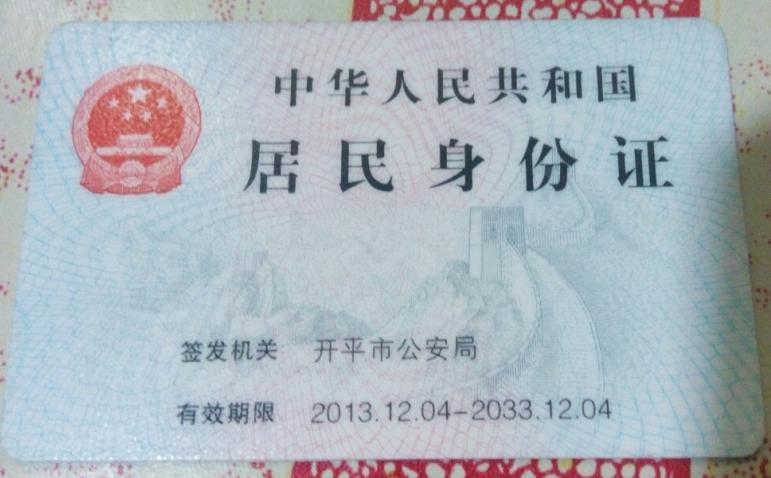 中华人民共和国
居民身份证
签发机关 开平市公安局
有效期限 2013.12.04-2033.12.04